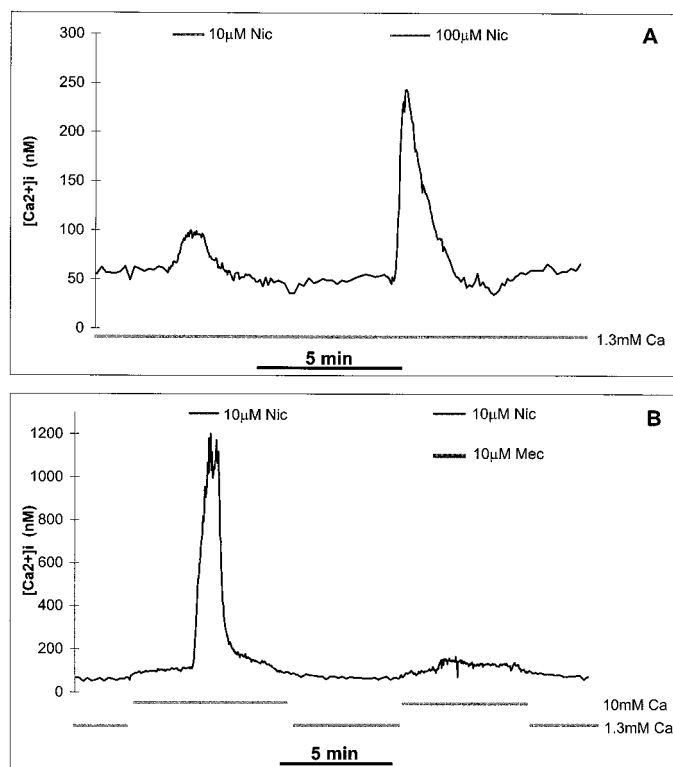 A
10μM Nic 100μM Nic
300
250
200
150
100
50
0
[Ca2+]i (nM)
1.3mM Ca
5 min
B
10μM Nic 10μM Nic
10μM Mec
1200
1000
800
600
400
200
0
[Ca2+]i (nM)
10mM Ca
1.3mM Ca
5 min